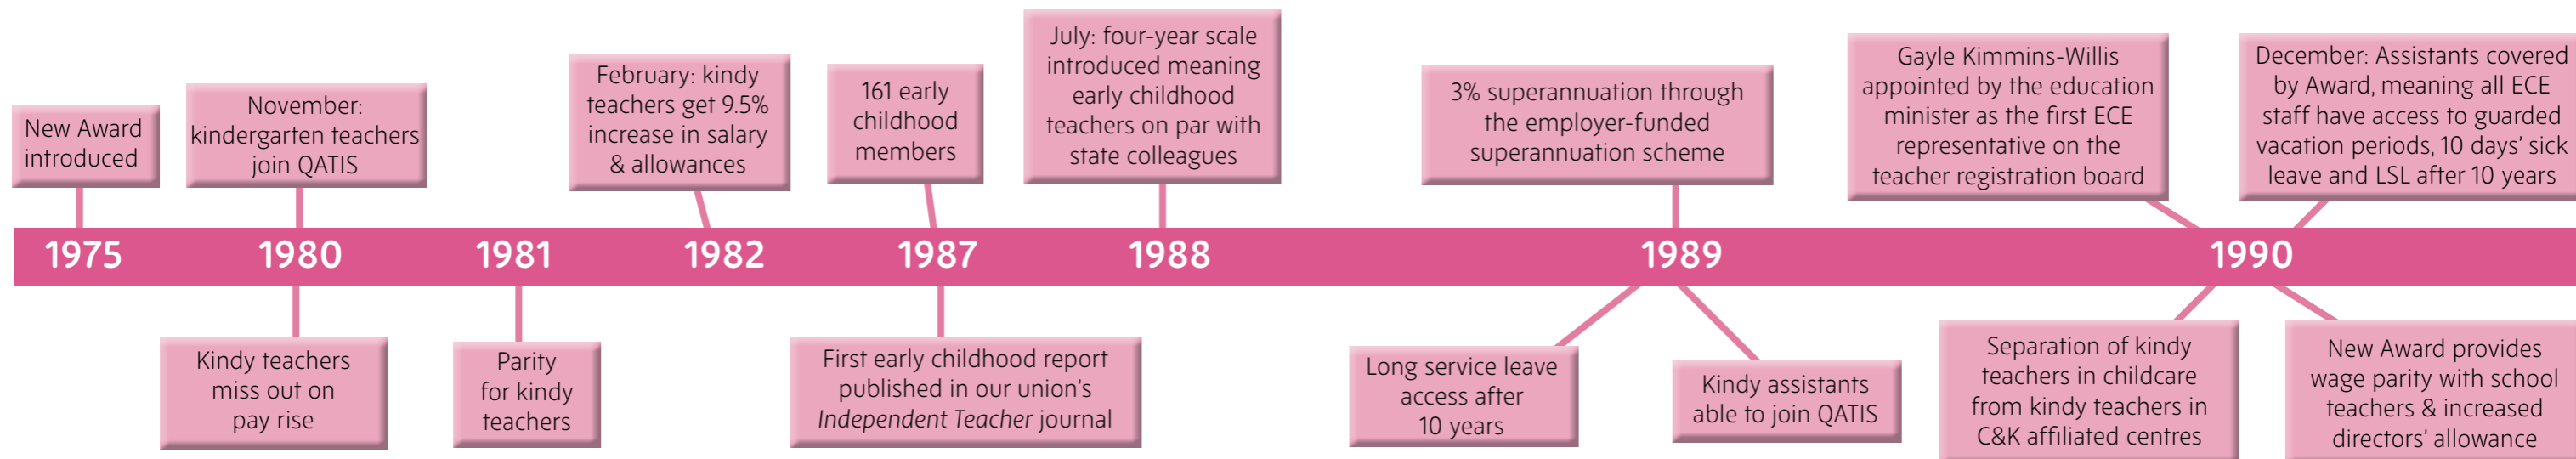 New Award
introduced
November:
kindergarten teachers
join QATIS
February: kindy
teachers get 9.5%
increase in salary
& allowances
161 early
childhood
members
July: four-year scale
introduced meaning
early childhood
teachers on par with
state colleagues
3% superannuation through
the employer-funded
superannuation scheme
Gayle Kimmins-Willis
appointed by the education
minister as the first ECE
representative on the
teacher registration board
December: Assistants covered
by Award, meaning all ECE
staff have access to guarded
vacation periods, 10 days' sick
leave and LSL after 10 years
1975
1980
1981
1982
1987
1988
1989
1990
Kindy teachers
miss out on
pay rise
Parity
for kindy
teachers
First early childhood report
published in our union's
Independent Teacher journal
Long service leave
access after
10 years
Kindy assistants
able to join QATIS
Separation of kindy
teachers in childcare
from kindy teachers in
C&K affiliated centres
New Award provides
wage parity with school
teachers & increased
directors' allowance